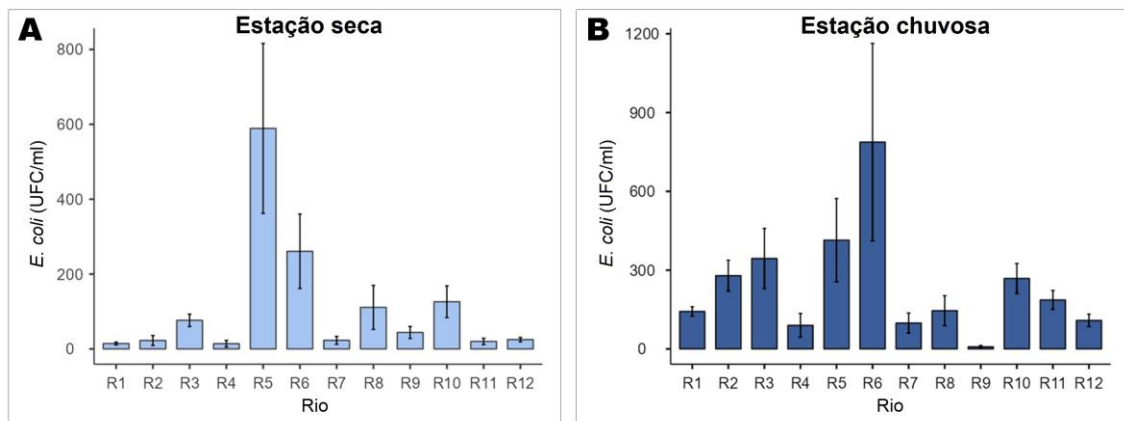 A
Estação seca
E. coli (UFC/ml)
800
600
400
200
0
R1 R2 R3 R4 R5 R6 R7 R8 R9 R10 R11 R12
Rio
B
Estação chuvosa
E. coli (UFC/ml)
1200
900
600
300
0
R1 R2 R3 R4 R5 R6 R7 R8 R9 R10 R11 R12
Rio